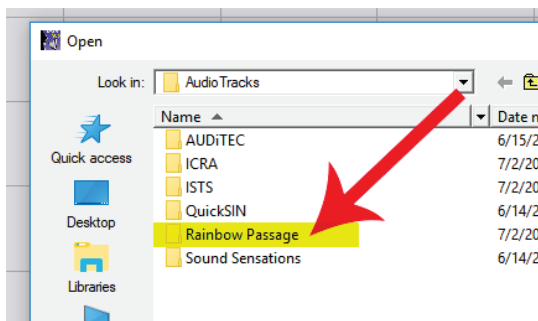 Open
Look in: AudioTracks
Name Date n
Quick access
Desktop
Libraries
AUDiTEC 6/15/2
ICRA 7/2/20
ISTS 7/2/20
QuickSIN 6/14/2
Rainbow Passage 7/2/20
Sound Sensations 6/14/2